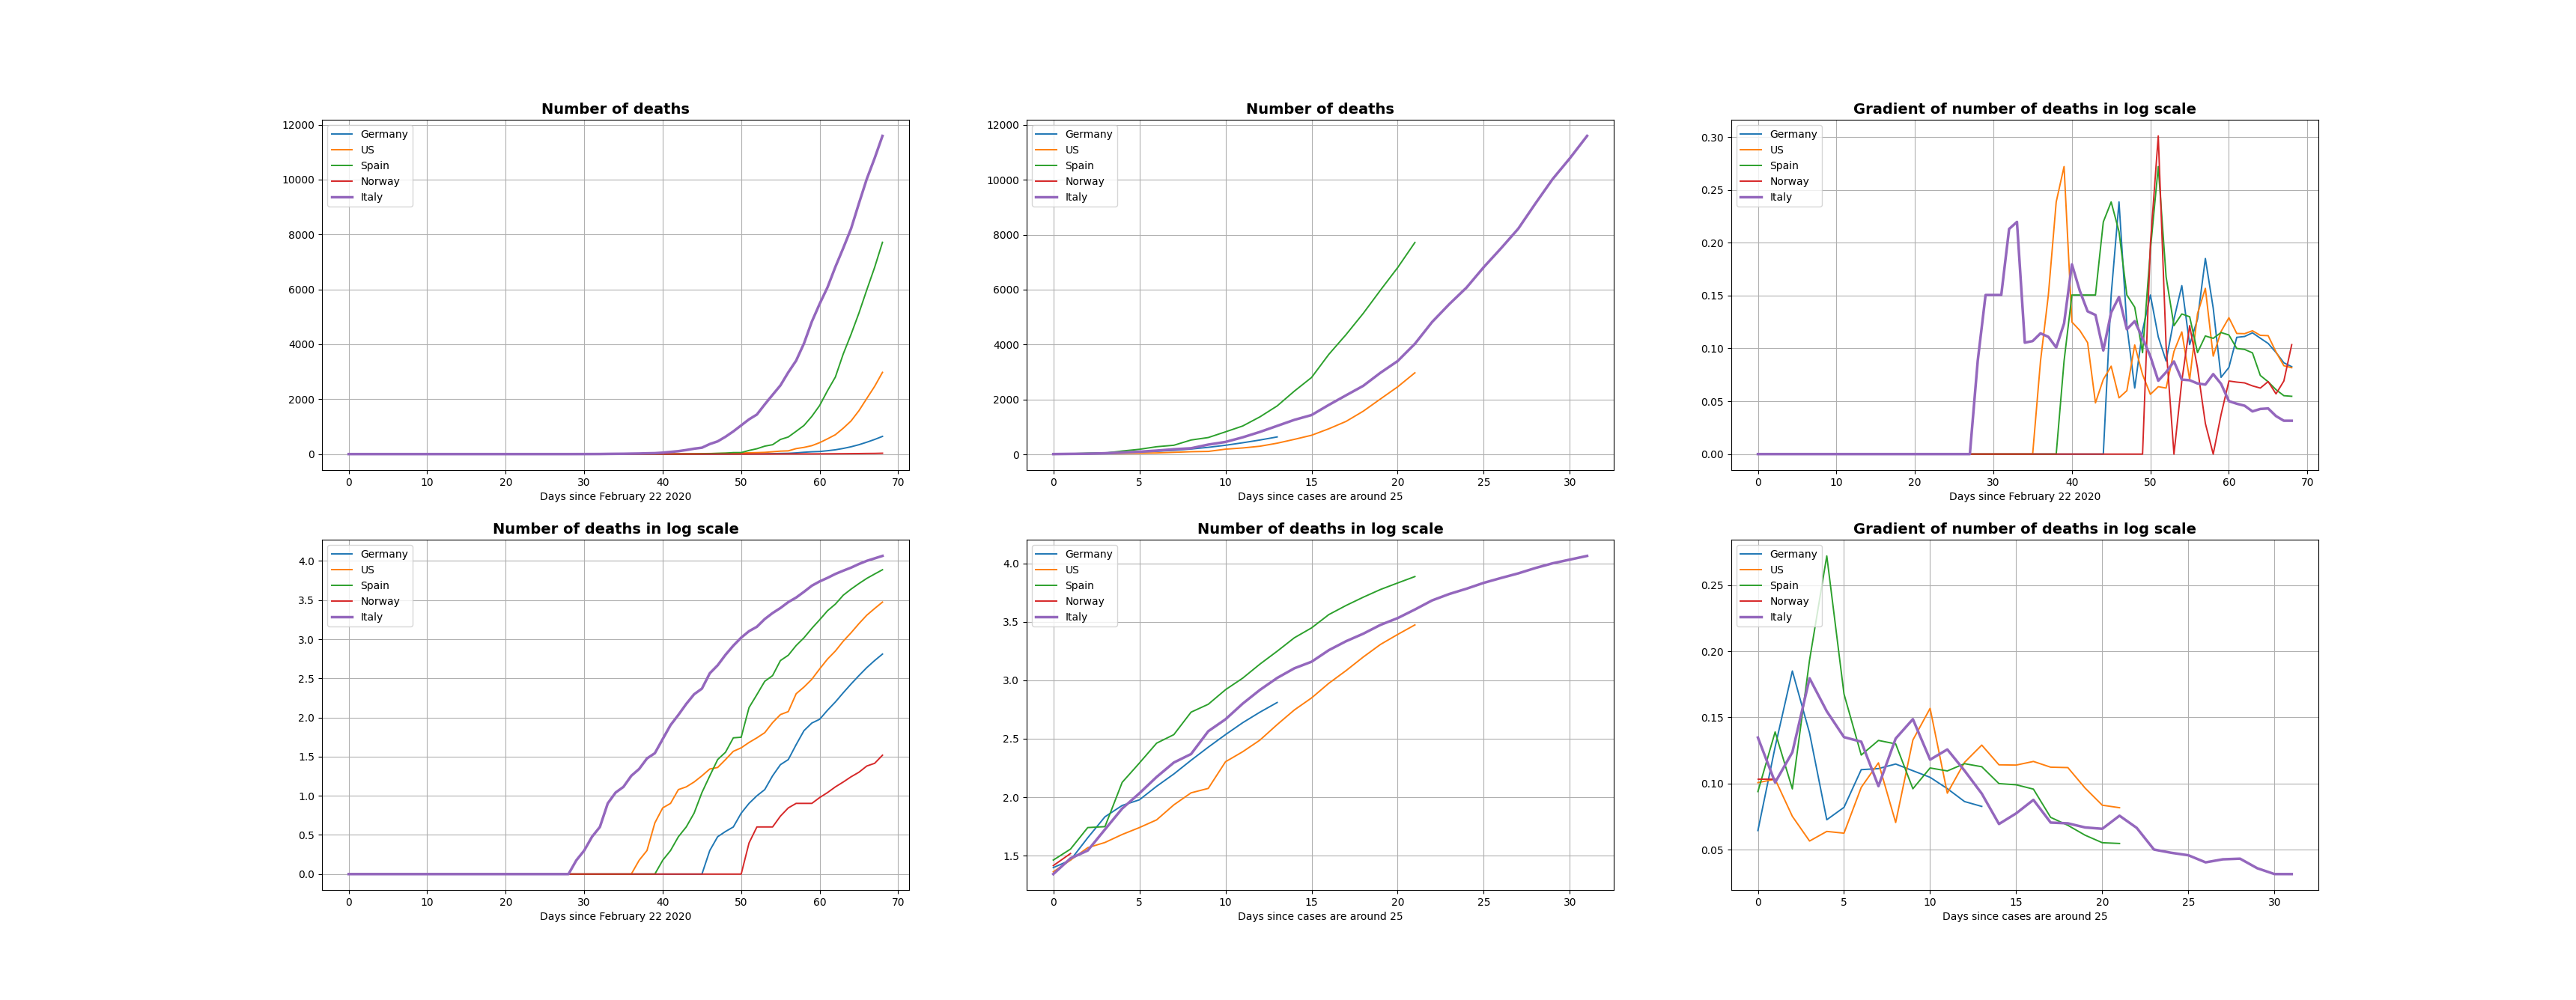 Number of deaths
12000
10000
8000
6000
4000
2000
0
Germany
US
Spain
Norway
Italy
0 10 20 30 40 50 60 70
Days since February 22 2020
Number of deaths
12000
10000
8000
6000
4000
2000
0
Germany
US
Spain
Norway
Italy
0 5 10 15 20 25 30
Days since cases are around 25
Gradient of number of deaths in log scale
0.30
0.25
0.20
0.15
0.10
0.05
0.00
Germany
US
Spain
Norway
Italy
0 10 20 30 40 50 60 70
Days since February 22 2020
Number of deaths in log scale
4.0
3.5
3.0
2.5
2.0
1.5
1.0
0.5
0.0
Germany
US
Spain
Norway
Italy
0 10 20 30 40 50 60 70
Days since February 22 2020
Number of deaths in log scale
4.0
3.5
3.0
2.5
2.0
1.5
Germany
US
Spain
Norway
Italy
0 5 10 15 20 25 30
Days since cases are around 25
Gradient of number of deaths in log scale
0.25
0.20
0.15
0.10
0.05
Germany
US
Spain
Norway
Italy
0 5 10 15 20 25 30
Days since cases are around 25